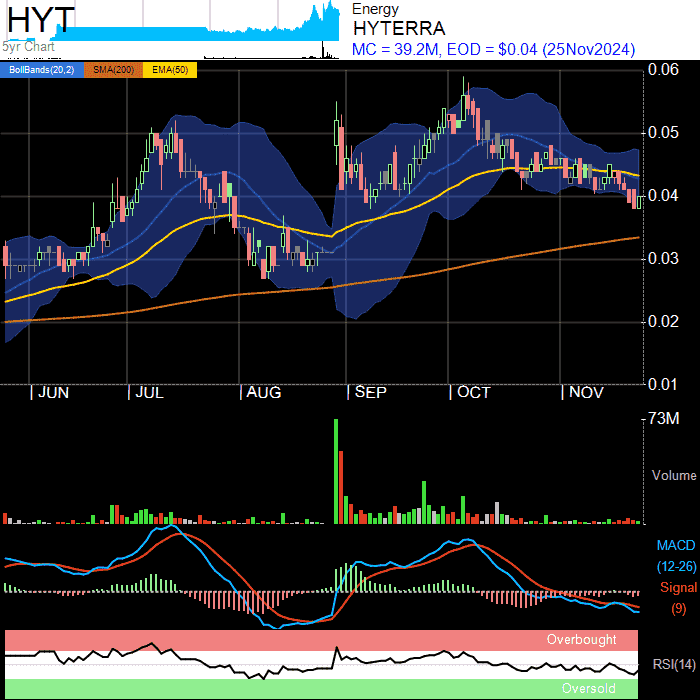 HYT
5yr Chart
Energy
HYTERRA
MC = 39.2M, EOD = $0.04 (25Nov2024)
BollBands(20,2) SMA(200) EMA(50)
0.06
0.05
0.04
0.03
0.02
0.01
JUN JUL AUG SEP OCT NOV
73M
Volume
MACD
(12-26)
Signal
(9)
Overbought
RSI(14)
Oversold